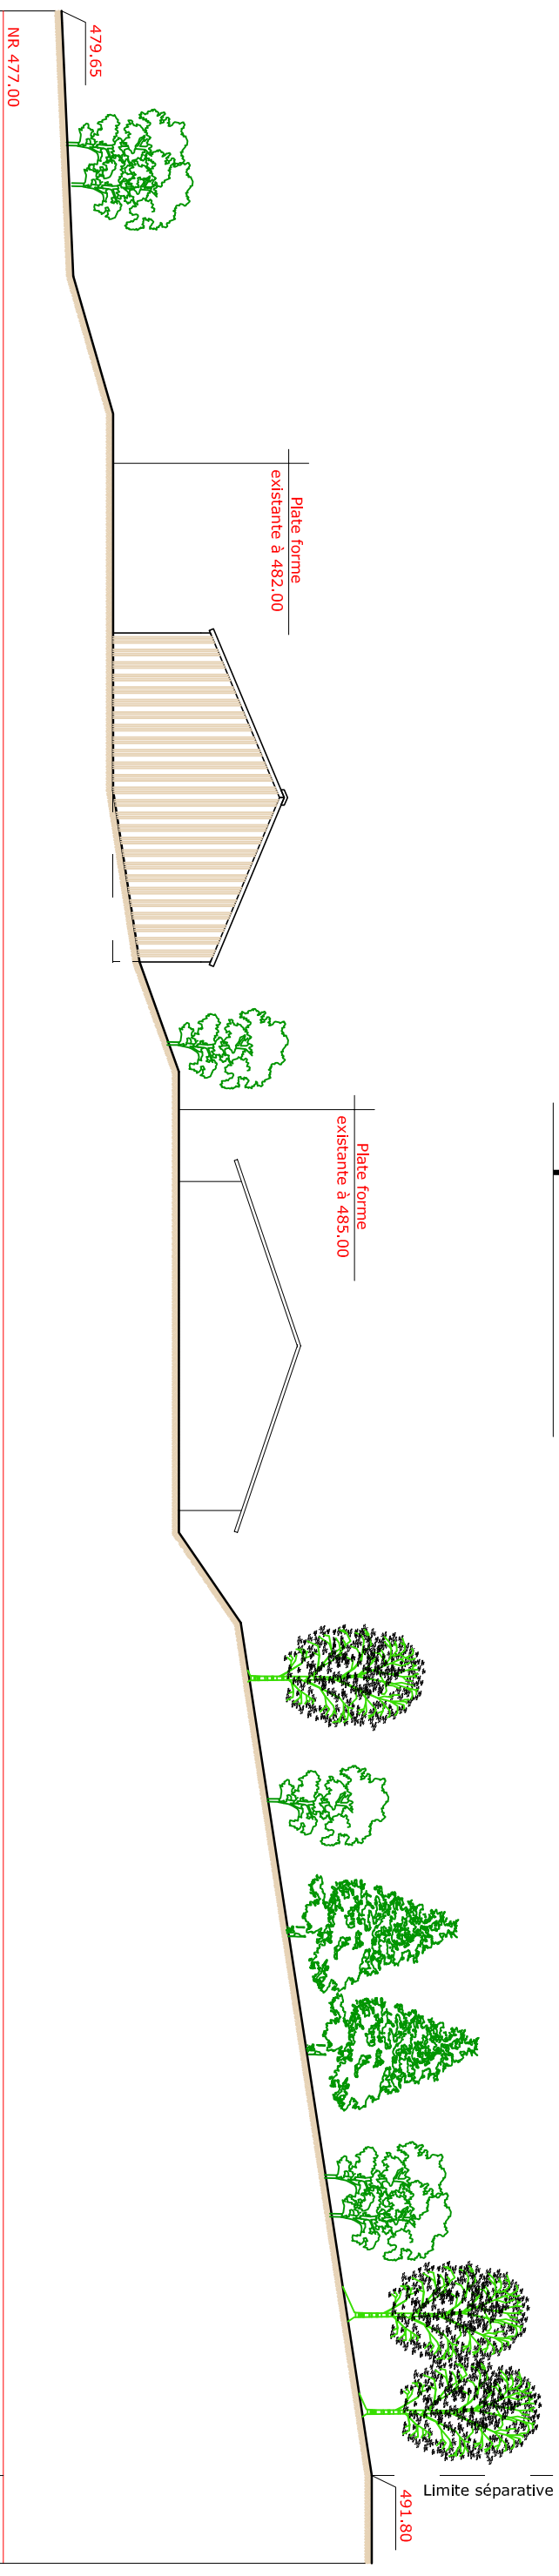 479.65
NR 477.00
Plate forme
existante à 482.00
Plate forme
existante à 485.00
Limite séparative
491.80